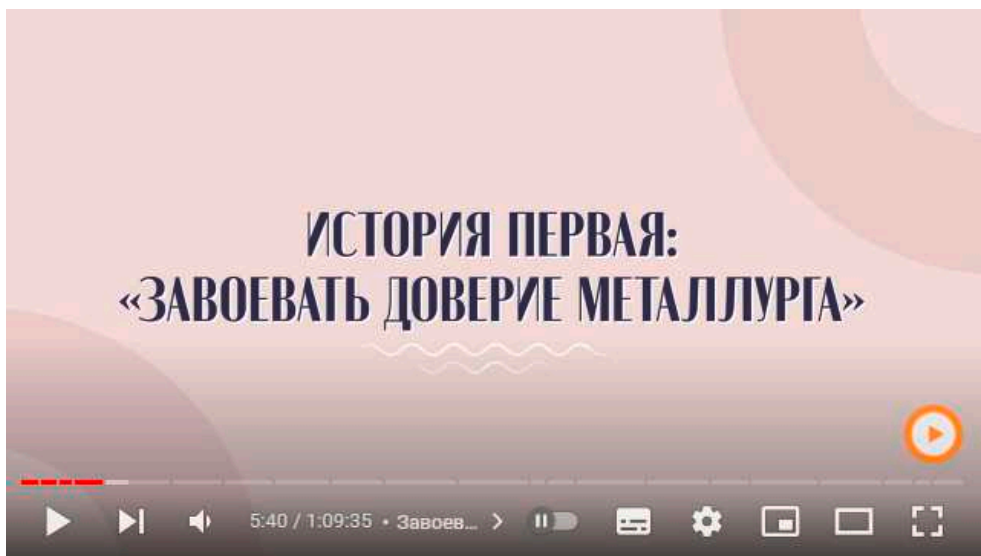 ИСТОРИЯ ПЕРВАЯ:
«ЗАВОЕВАТЬ ДОВЕРИЕ МЕТАЛЛУРГА»
5:40 / 1:09:35 • Завоев...